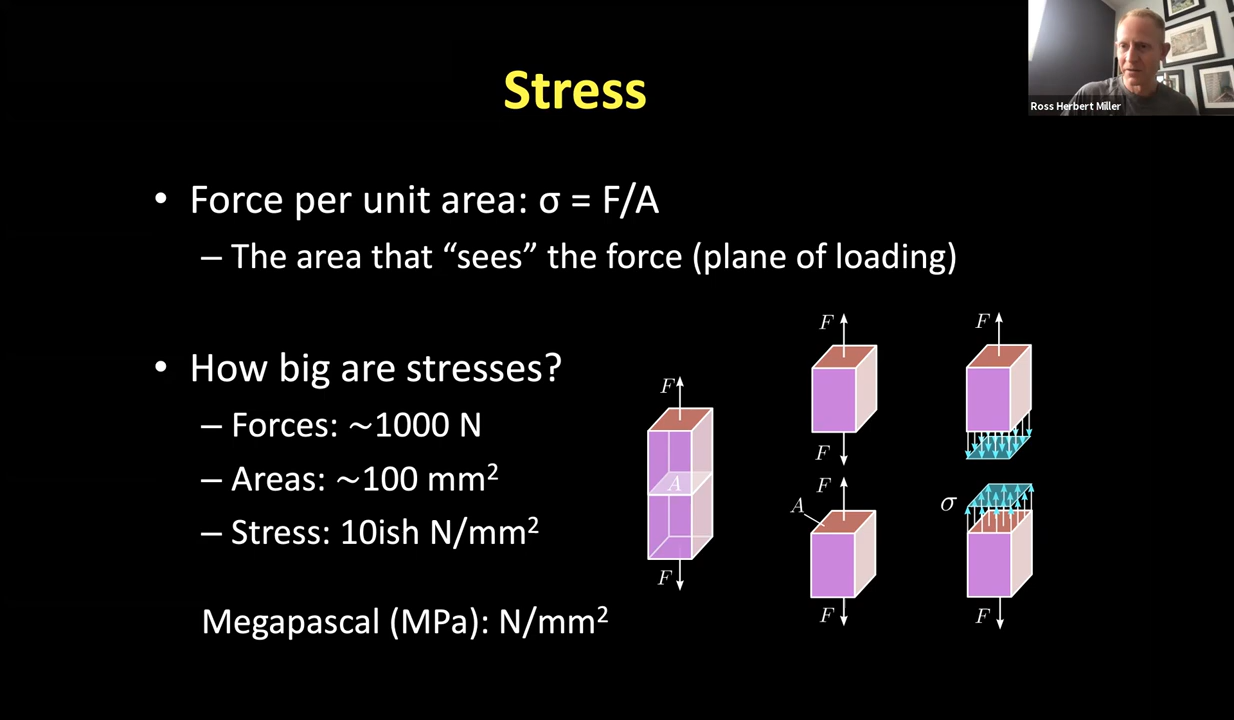 Stress
Ross Herbert Miller
• Force per unit area: σ = F/A
– The area that “sees” the force (plane of loading)
• How big are stresses?
– Forces: ~1000 N
– Areas: ~100 mm²
– Stress: 10ish N/mm²
Megapascal (MPa): N/mm²
F
A
F
F
F
F
A
F
F
σ
F